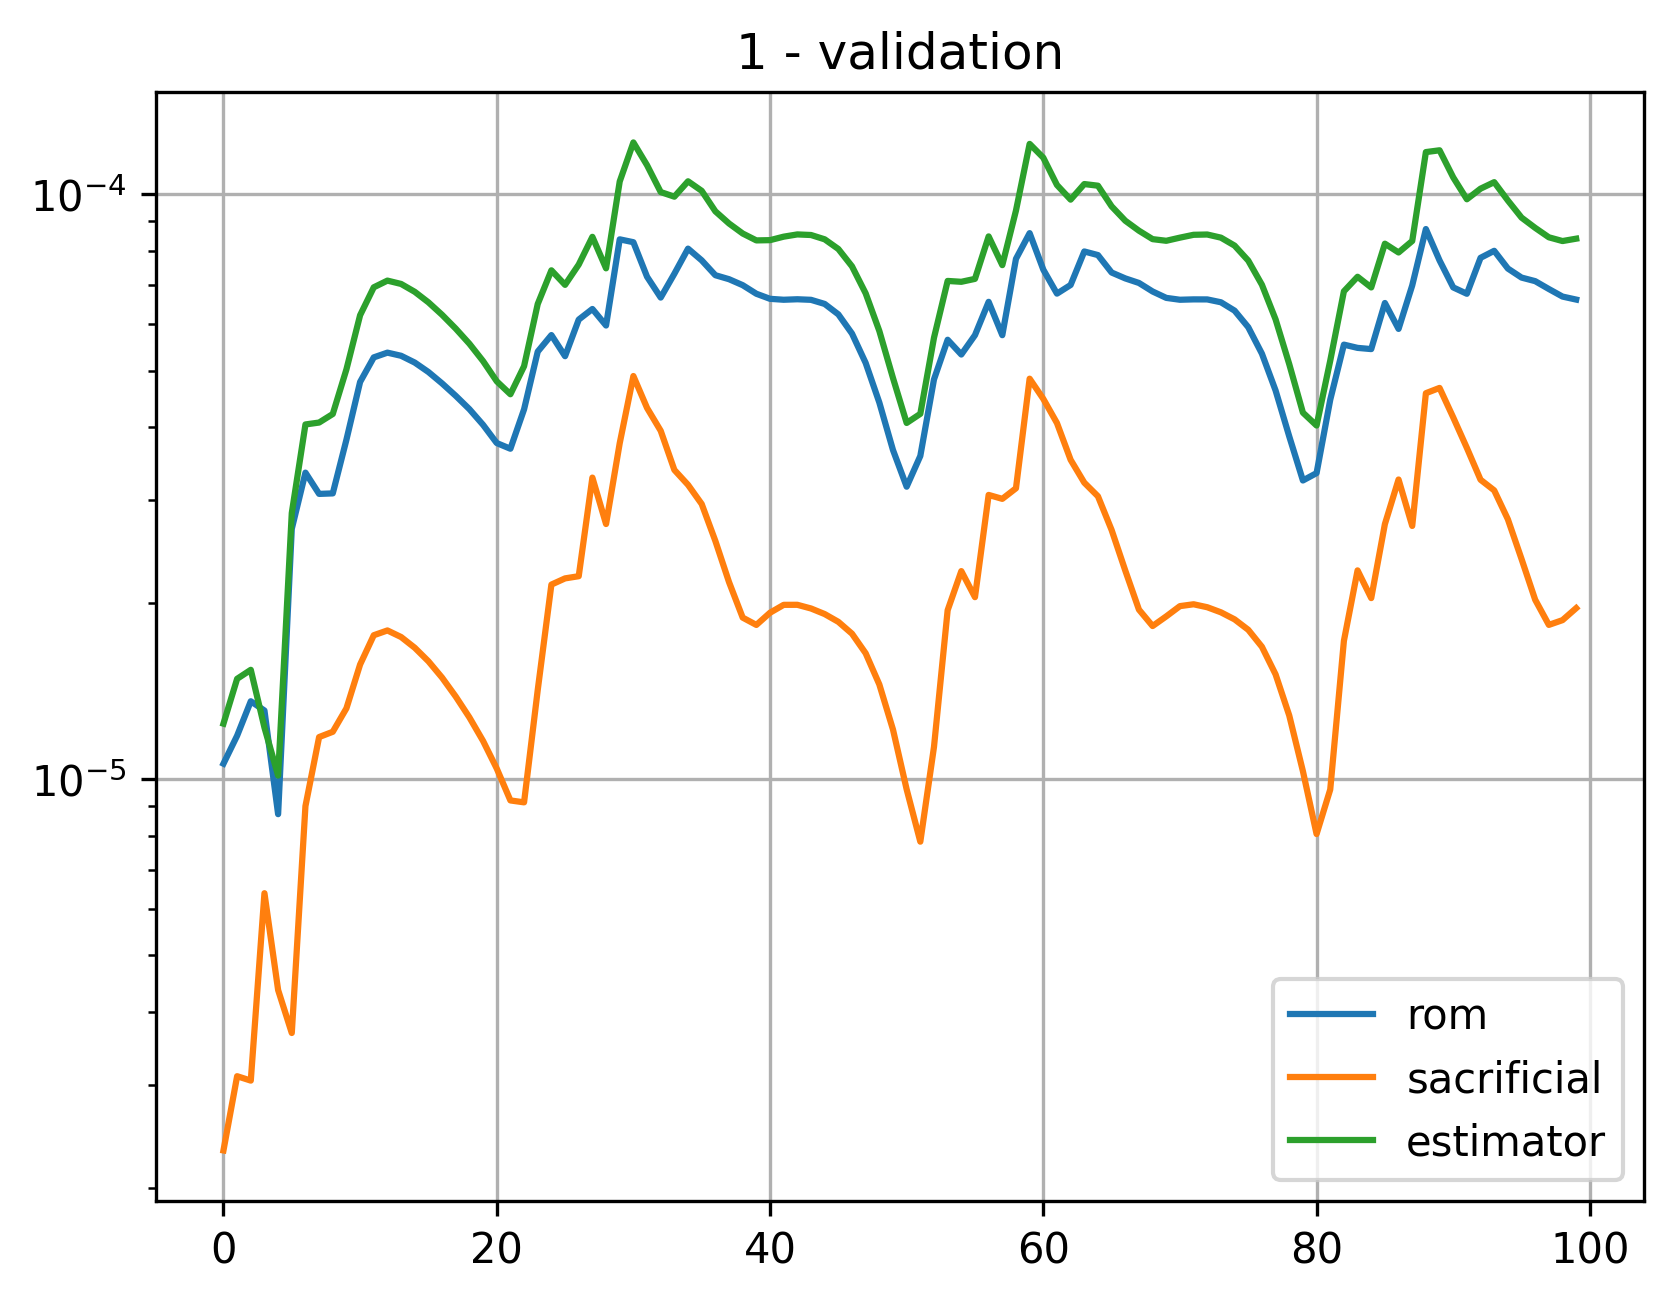 1 - validation
10⁻⁴
10⁻⁵
rom
sacrificial
estimator
0 20 40 60 80 100